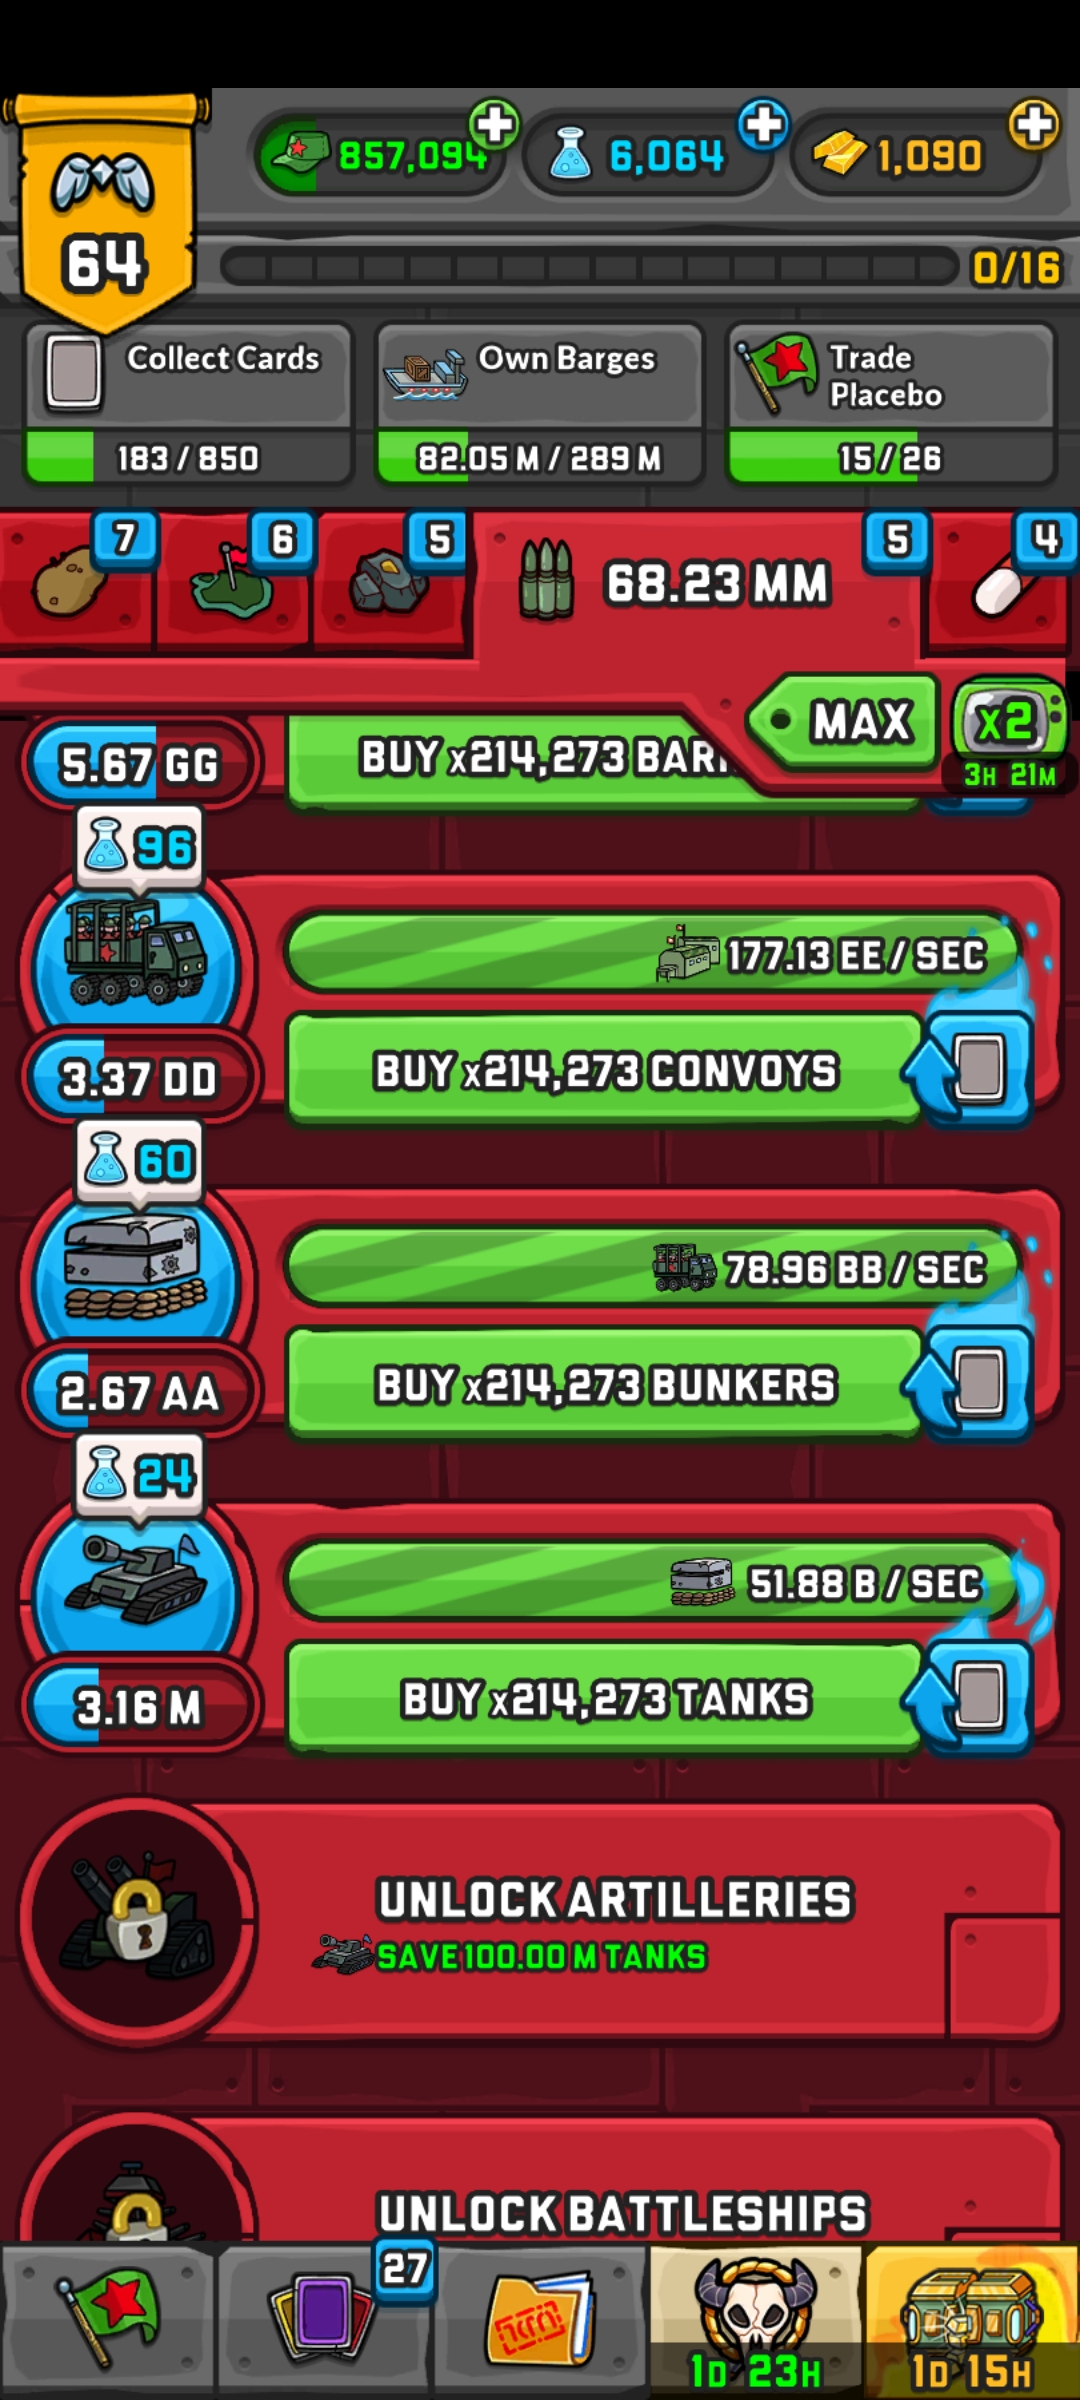 64
857,094
6,064
1,090
0/16
Collect Cards
183 / 850
Own Barges
82.05 M / 289 M
Trade
Placebo
15 / 26
7
6
5
68.23 MM
5
4
MAX
x2
3H 21M
5.67 GG
BUY x214,273
96
177.13 EE / SEC
3.37 DD
BUY x214,273 CONVOYS
60
78.96 BB / SEC
2.67 AA
BUY x214,273 BUNKERS
24
51.88 B / SEC
3.16 M
BUY x214,273 TANKS
UNLOCK ARTILLERIES
SAVE 100.00 M TANKS
UNLOCK BATTLESHIPS
27
1D 23H
1D 15H